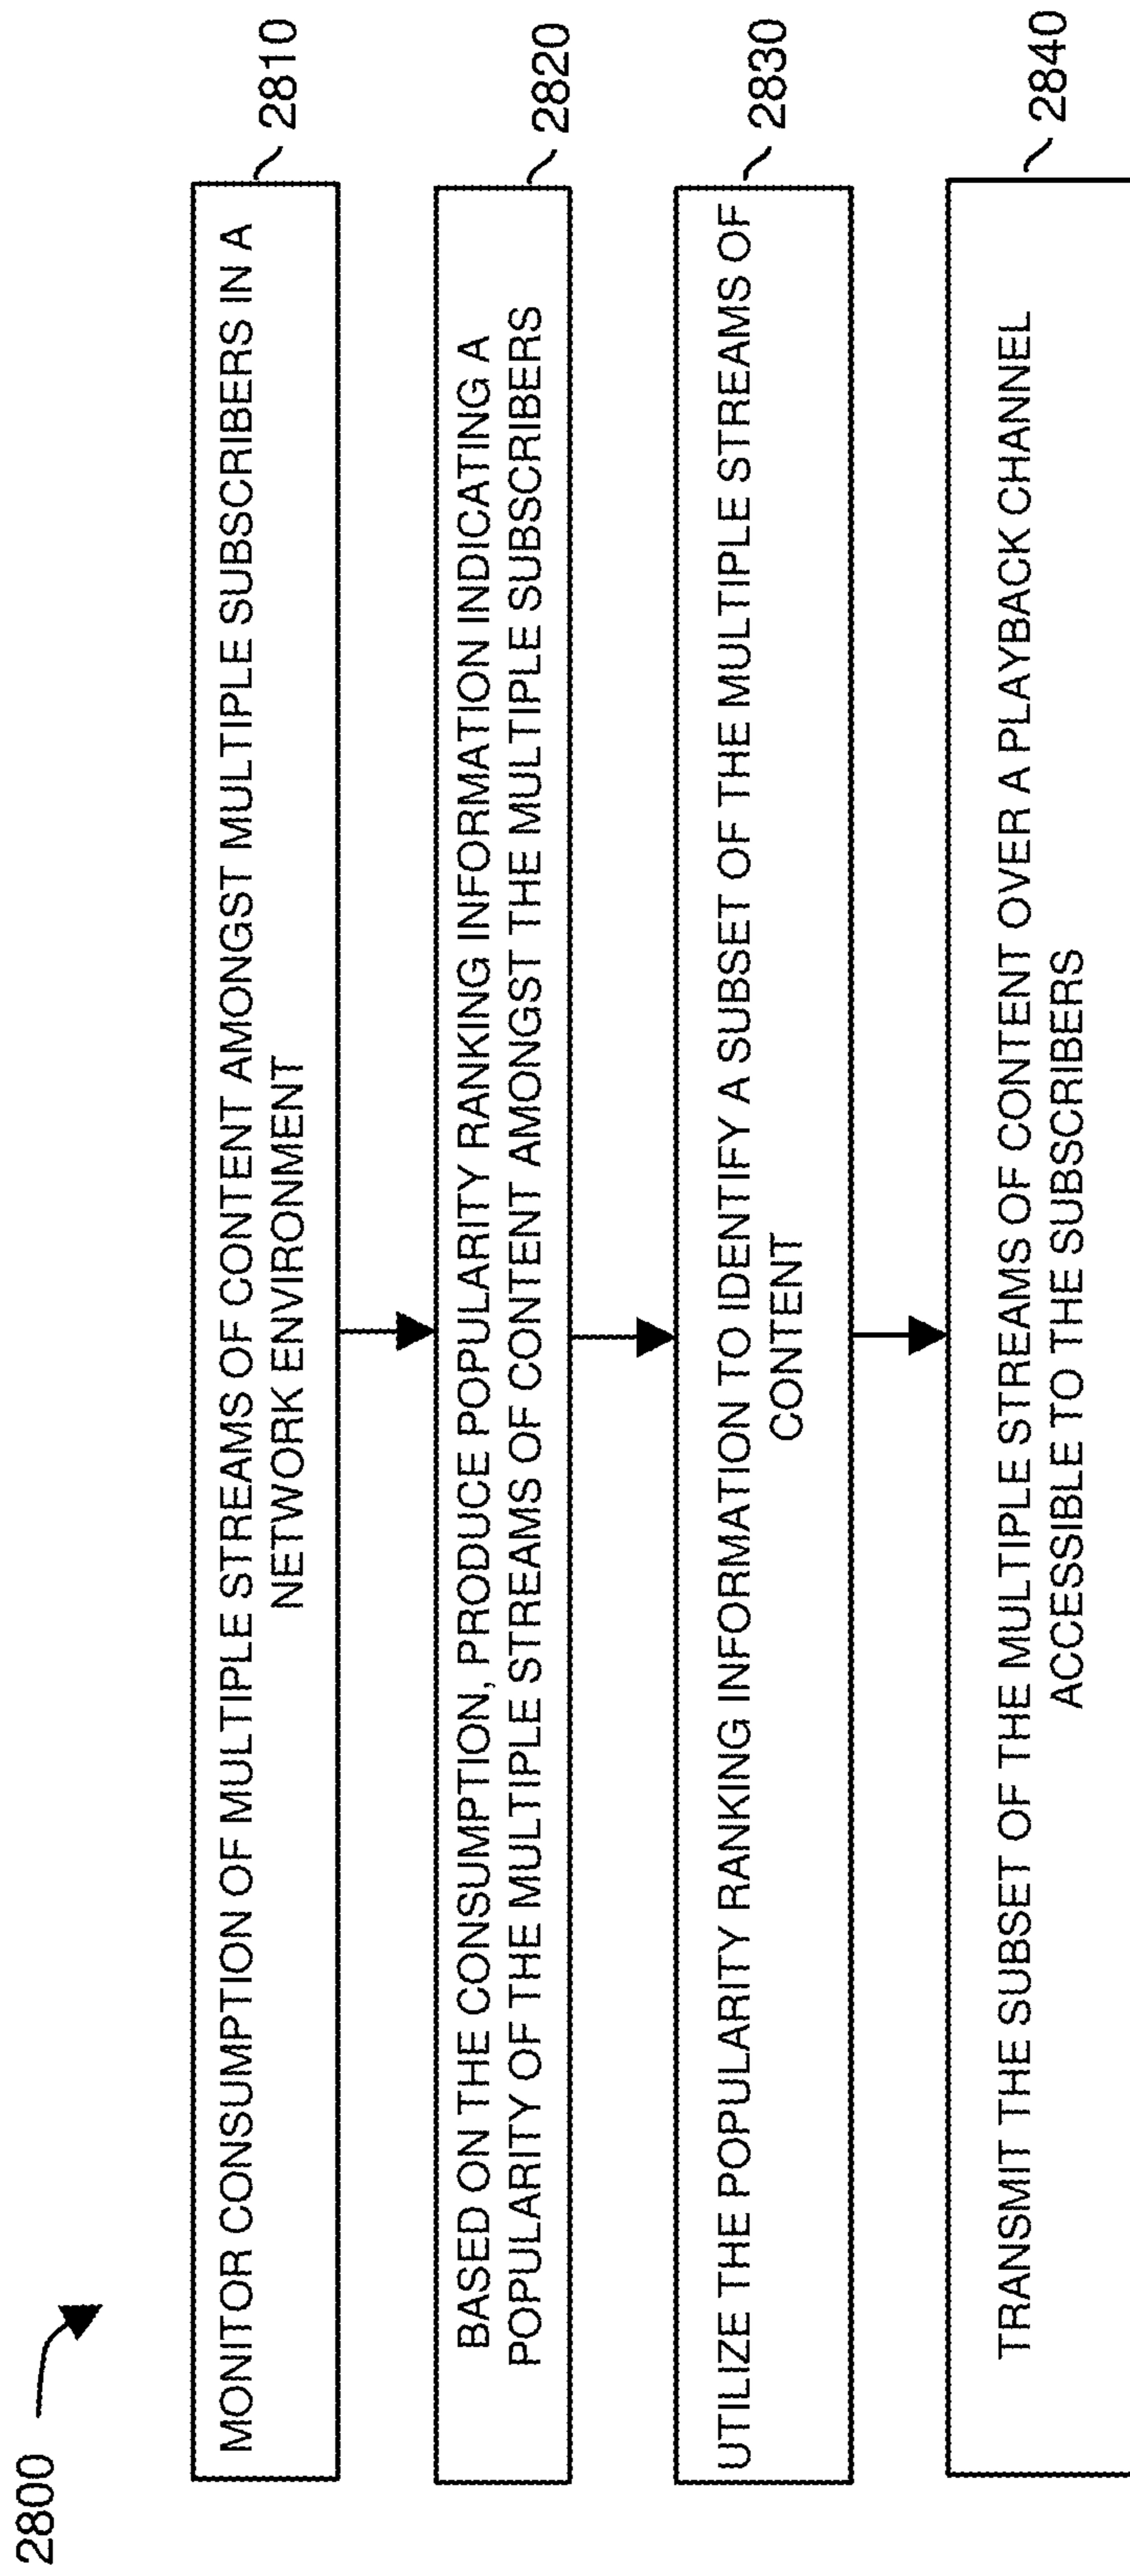 2800
MONITOR CONSUMPTION OF MULTIPLE STREAMS OF CONTENT AMONGST MULTIPLE SUBSCRIBERS IN A
NETWORK ENVIRONMENT
2810
BASED ON THE CONSUMPTION, PRODUCE POPULARITY RANKING INFORMATION INDICATING A
POPULARITY OF THE MULTIPLE STREAMS OF CONTENT AMONGST THE MULTIPLE SUBSCRIBERS
2820
UTILIZE THE POPULARITY RANKING INFORMATION TO IDENTIFY A SUBSET OF THE MULTIPLE STREAMS OF
CONTENT
2830
TRANSMIT THE SUBSET OF THE MULTIPLE STREAMS OF CONTENT OVER A PLAYBACK CHANNEL
ACCESSIBLE TO THE SUBSCRIBERS
2840